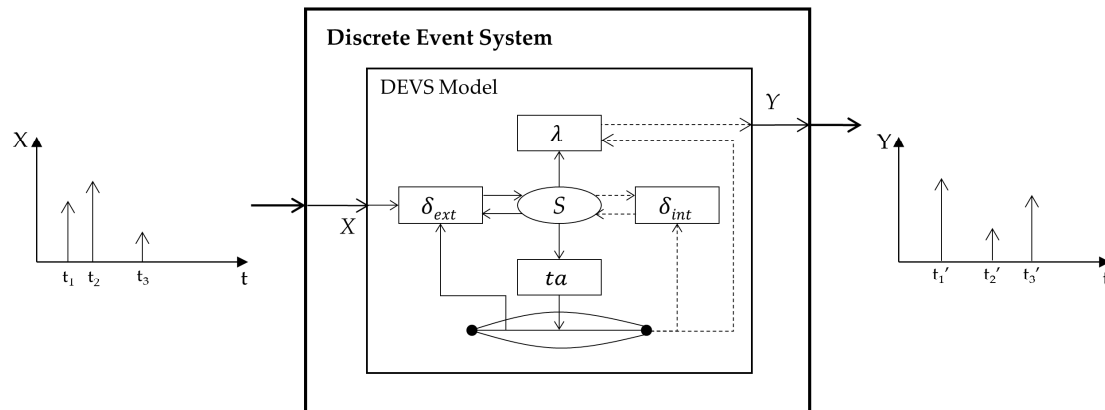 Discrete Event System
DEVS Model
Y
X
λ
Y
X
δext
S
δint
t₁ t₂ t₃ t
ta
t₁′ t₂′ t₃′ t